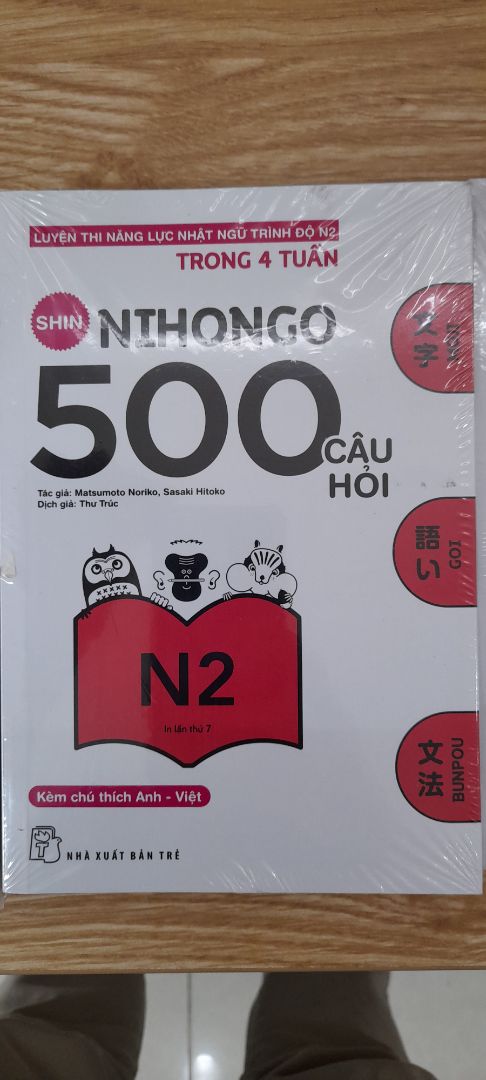 LUYỆN THI NĂNG LỰC NHẬT NGỮ TRÌNH ĐỘ N2
TRONG 4 TUẦN
SHIN
NIHONGO
500
CÂU
HỎI
Tác giả: Matsumoto Noriko, Sasaki Hitoko
Dịch giả: Thư Trúc
文字
MOJI
語い
GOI
文法
BUNPOU
N2
In lần thứ 7
Kèm chú thích Anh - Việt
NHÀ XUẤT BẢN TRẺ